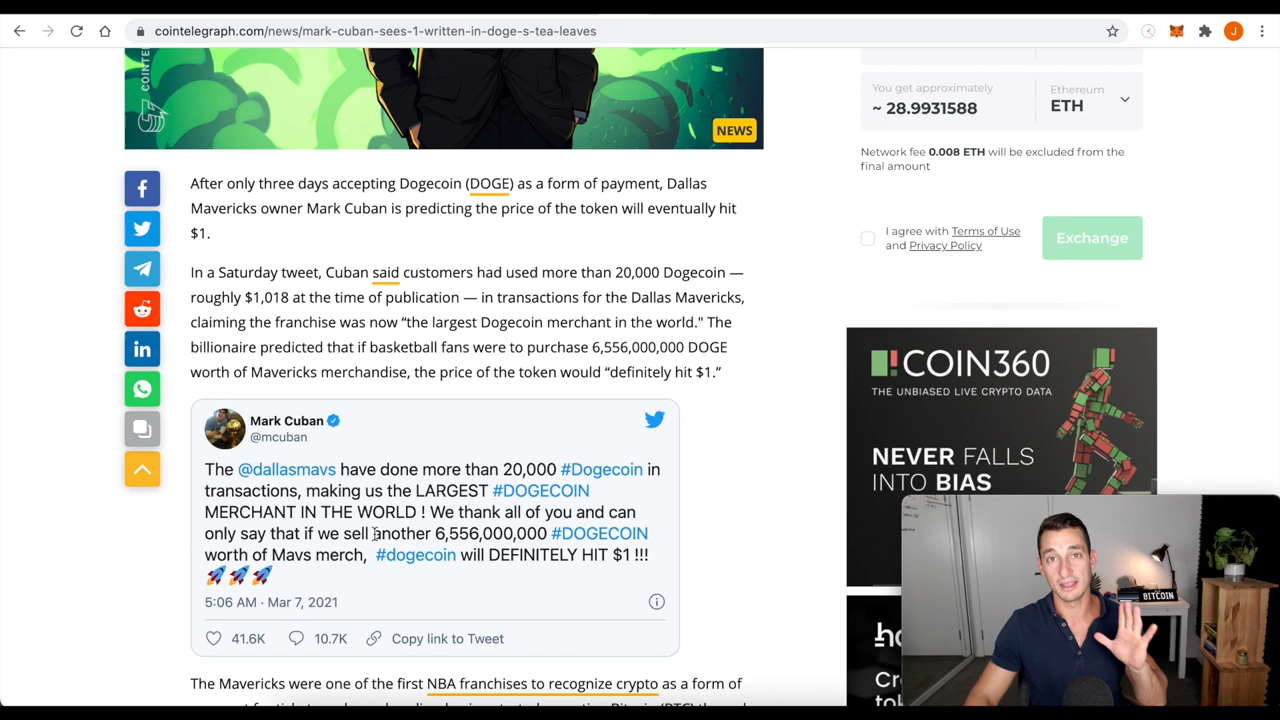 cointelegraph.com/news/mark-cuban-sees-1-written-in-doge-s-tea-leaves
J
COINTEL
NEWS
After only three days accepting Dogecoin (DOGE) as a form of payment, Dallas
Mavericks owner Mark Cuban is predicting the price of the token will eventually hit
$1.
In a Saturday tweet, Cuban said customers had used more than 20,000 Dogecoin —
roughly $1,018 at the time of publication — in transactions for the Dallas Mavericks,
claiming the franchise was now “the largest Dogecoin merchant in the world." The
billionaire predicted that if basketball fans were to purchase 6,556,000,000 DOGE
worth of Mavericks merchandise, the price of the token would “definitely hit $1.”
Mark Cuban
@mcuban
The @dallasmavs have done more than 20,000 #Dogecoin in
transactions, making us the LARGEST #DOGECOIN
MERCHANT IN THE WORLD ! We thank all of you and can
only say that if we sell another 6,556,000,000 #DOGECOIN
worth of Mavs merch, #dogecoin will DEFINITELY HIT $1 !!!
🚀🚀🚀
5:06 AM · Mar 7, 2021
41.6K 10.7K Copy link to Tweet
The Mavericks were one of the first NBA franchises to recognize crypto as a form of
You get approximately
~ 28.9931588
Ethereum
ETH
Network fee 0.008 ETH will be excluded from the
final amount
I agree with Terms of Use
and Privacy Policy
Exchange
COIN360
THE UNBIASED LIVE CRYPTO DATA
NEVER FALLS
INTO BIAS
BITCOIN